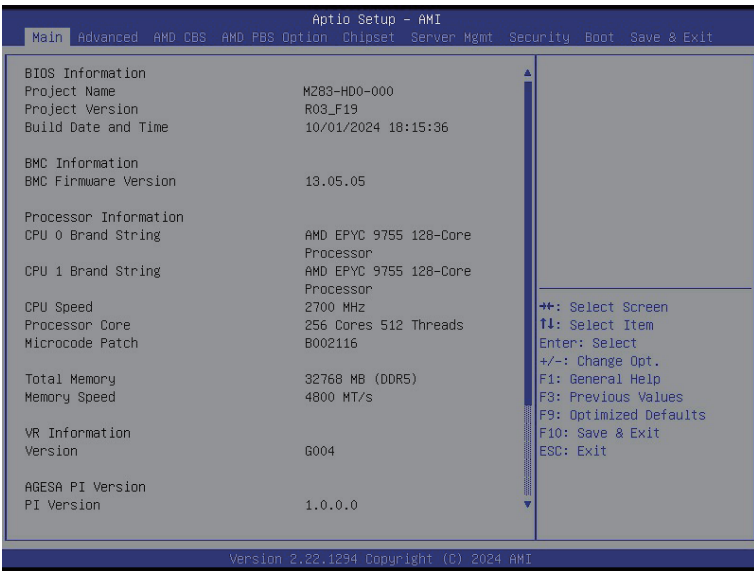 Aptio Setup – AMI
Main Advanced AMD CBS AMD PBS Option Chipset Server Mgmt Security Boot Save & Exit
BIOS Information
Project Name MZ83-HD0-000
Project Version R03_F19
Build Date and Time 10/01/2024 18:15:36
BMC Information
BMC Firmware Version 13.05.05
Processor Information
CPU 0 Brand String AMD EPYC 9755 128-Core
Processor
CPU 1 Brand String AMD EPYC 9755 128-Core
Processor
CPU Speed 2700 MHz
Processor Core 256 Cores 512 Threads
Microcode Patch B002116
Total Memory 32768 MB (DDR5)
Memory Speed 4800 MT/s
VR Information
Version G004
AGESA PI Version
PI Version 1.0.0.0
→←: Select Screen
↑↓: Select Item
Enter: Select
+/-: Change Opt.
F1: General Help
F3: Previous Values
F9: Optimized Defaults
F10: Save & Exit
ESC: Exit
Version 2.22.1294 Copyright (C) 2024 AMI